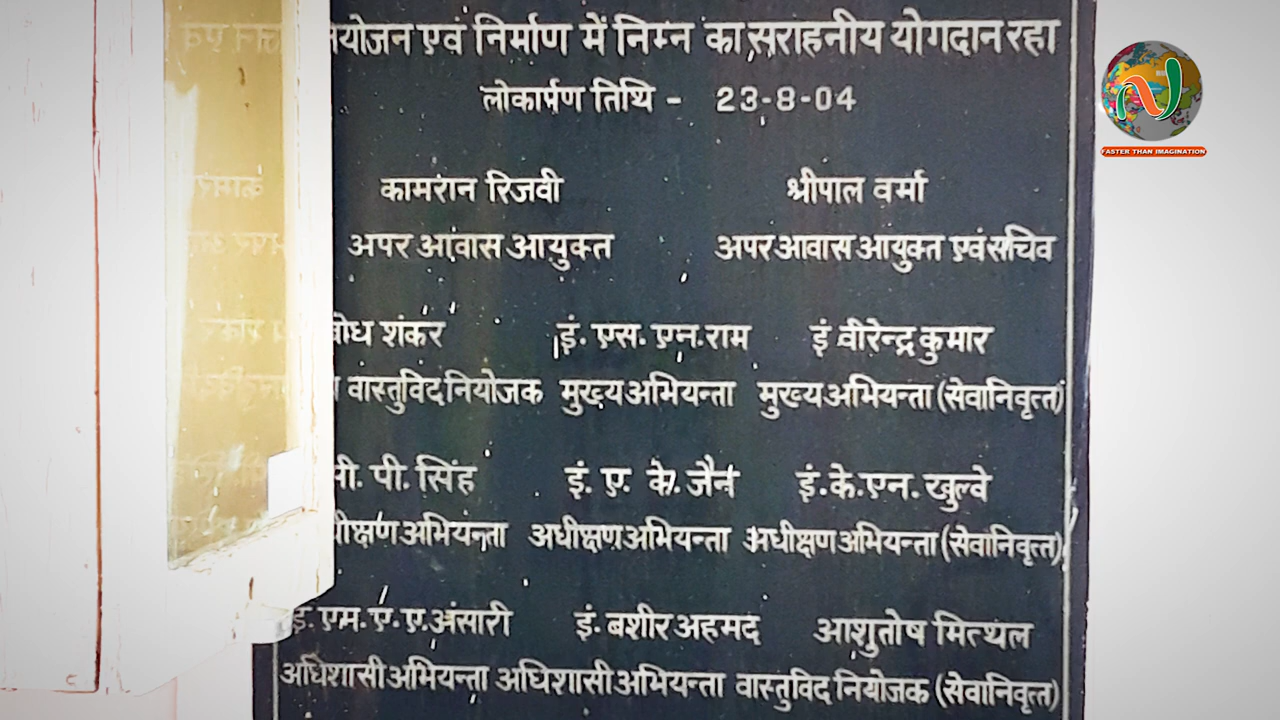 नियोजन एवं निर्माण में निम्न का सराहनीय योगदान रहा
लोकार्पण तिथि - 23-8-04
कामरान रिजवी श्रीपाल वर्मा
अपर आवास आयुक्त अपर आवास आयुक्त एवं सचिव
शंकर इं. एस. एन. राम इं वीरेन्द्र कुमार
वास्तुविद नियोजक मुख्य अभियन्ता मुख्य अभियन्ता (सेवानिवृत्त)
पी. सिंह इं. ए. के. जैन इं. के. एन. खुल्वे
अभियन्ता अधीक्षण अभियन्ता अधीक्षण अभियन्ता (सेवानिवृत्त)
इं. एम. ए. ए. अंसारी इं. बशीर अहमद आशुतोष मित्थल
अधिशासी अभियन्ता अधिशासी अभियन्ता वास्तुविद नियोजक (सेवानिवृत्त)
FASTER THAN IMAGINATION